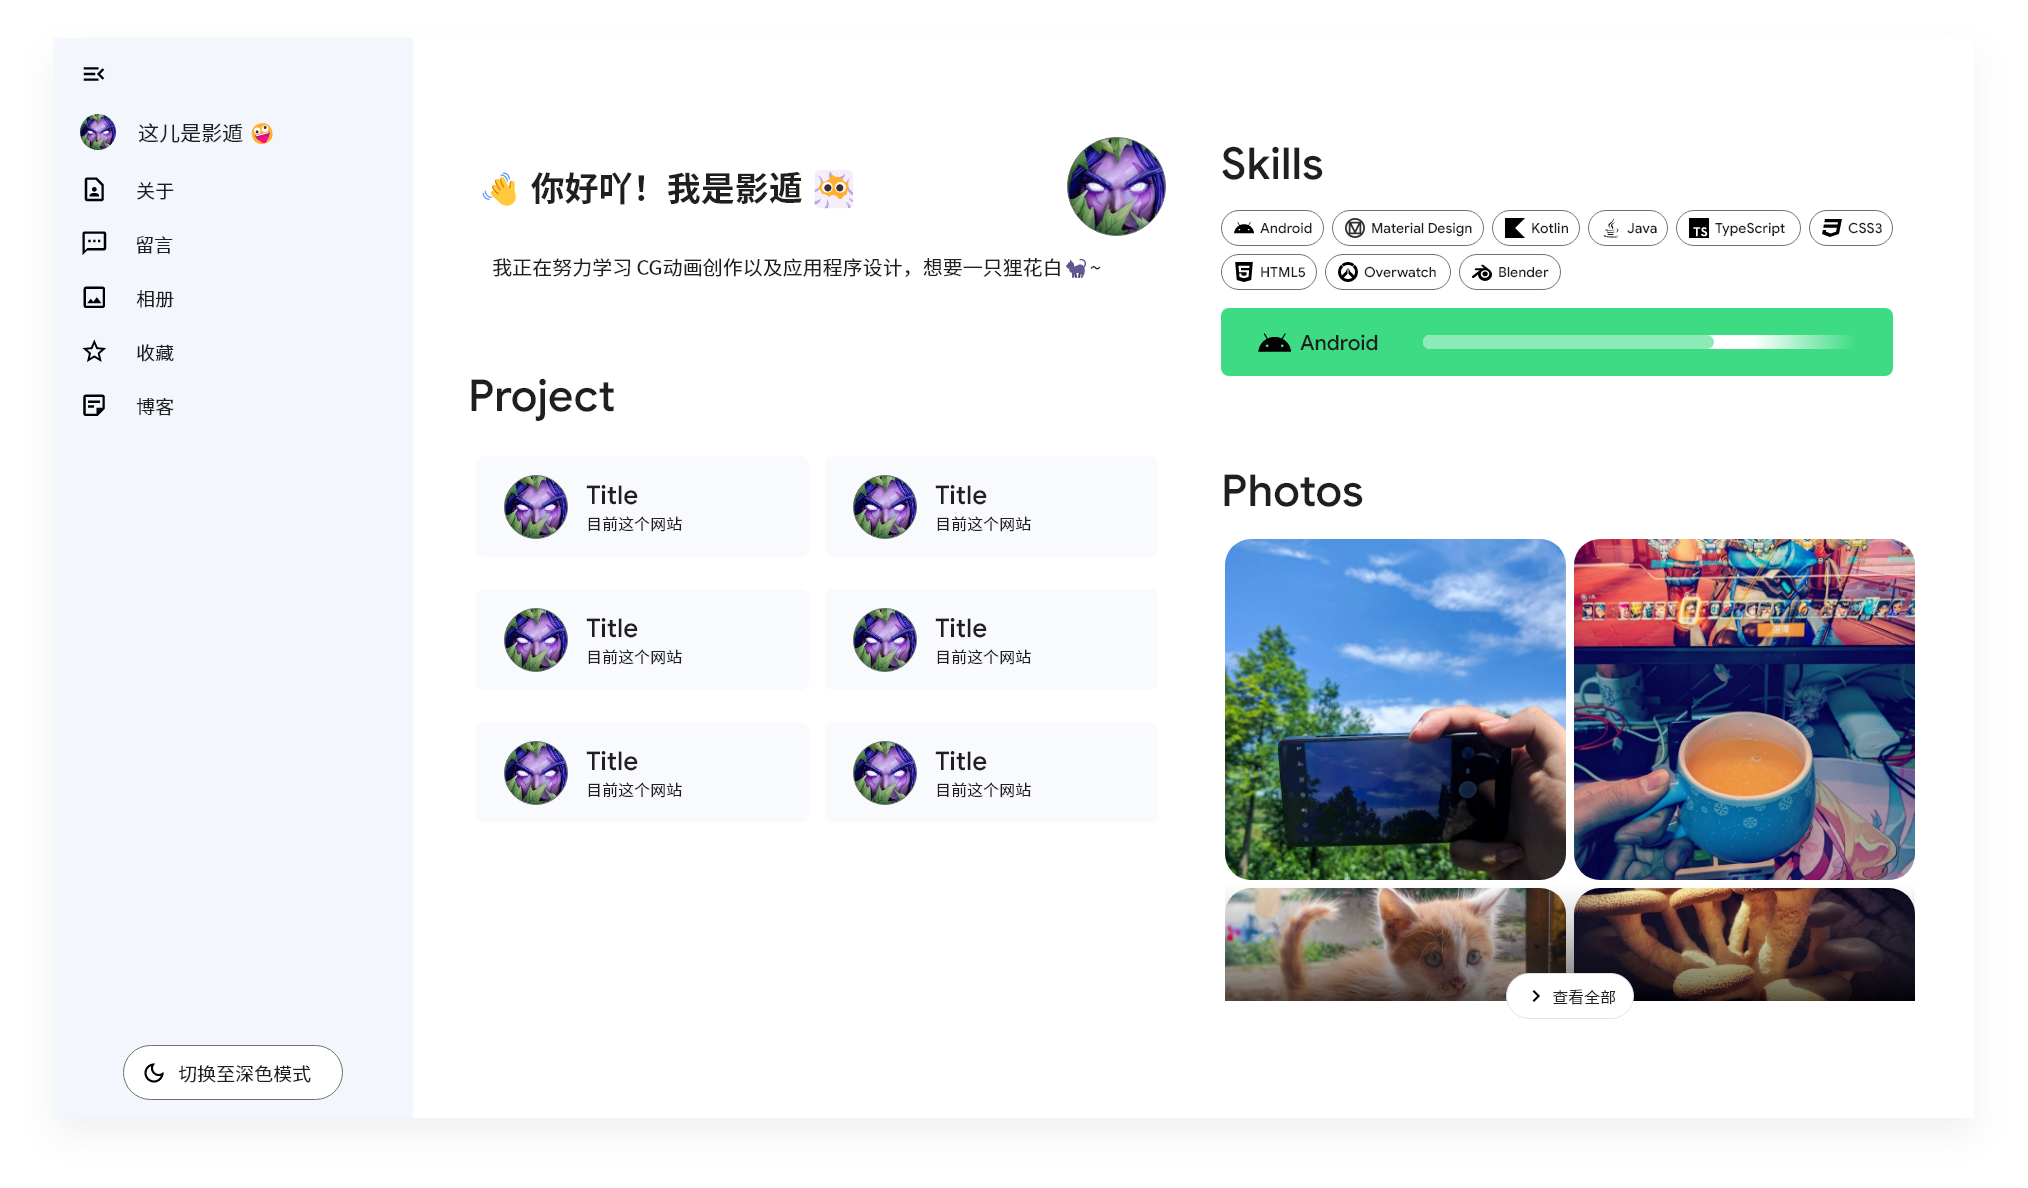 这儿是影遁 🤪
关于
留言
相册
收藏
博客
切换至深色模式
👋 你好吖！我是影遁
我正在努力学习 CG动画创作以及应用程序设计，想要一只狸花白🐈‍⬛~
Project
Title
目前这个网站
Title
目前这个网站
Title
目前这个网站
Title
目前这个网站
Title
目前这个网站
Title
目前这个网站
Skills
Android
Material Design
Kotlin
Java
TS TypeScript
CSS3
HTML5
Overwatch
Blender
Android
Photos
查看全部